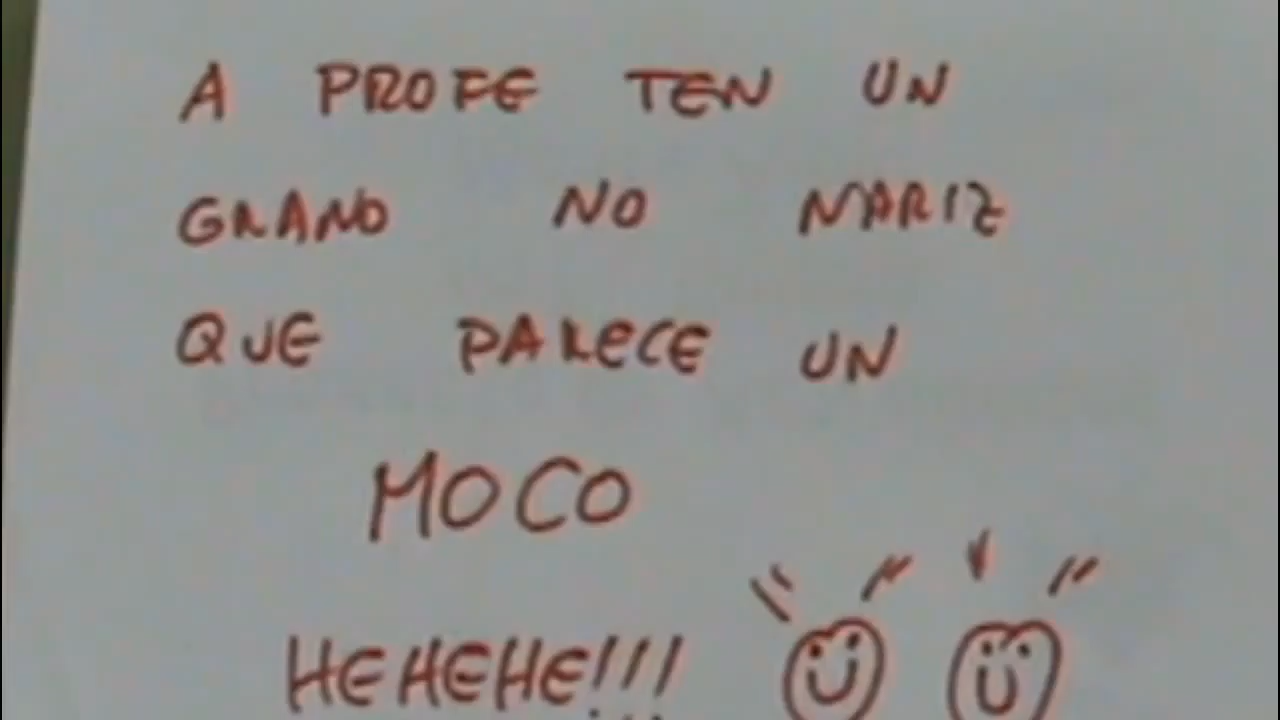 A PROFE TEN UN
GRANO NO NARIZ
QUE PARECE UN
MOCO
HEHEHE!!!